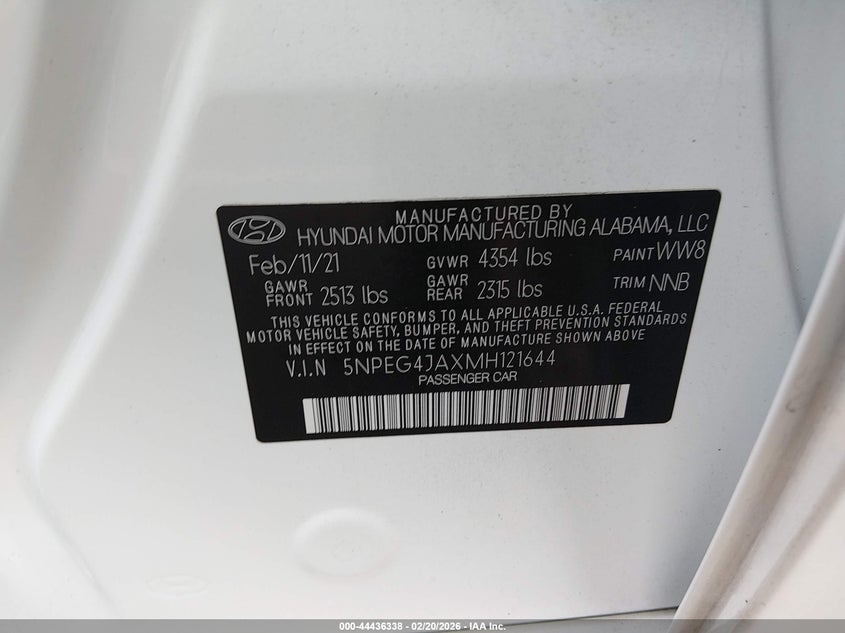 MANUFACTURED BY
HYUNDAI MOTOR MANUFACTURING ALABAMA, LLC
Feb/11/21 GVWR 4354 lbs PAINT WW8
GAWR FRONT 2513 lbs GAWR REAR 2315 lbs TRIM NNB
THIS VEHICLE CONFORMS TO ALL APPLICABLE U.S.A. FEDERAL
MOTOR VEHICLE SAFETY, BUMPER, AND THEFT PREVENTION STANDARDS
IN EFFECT ON THE DATE OF MANUFACTURE SHOWN ABOVE
V.I.N 5NPEG4JAXMH121644
PASSENGER CAR
000-44436338 - 02/20/2026 - IAA Inc.